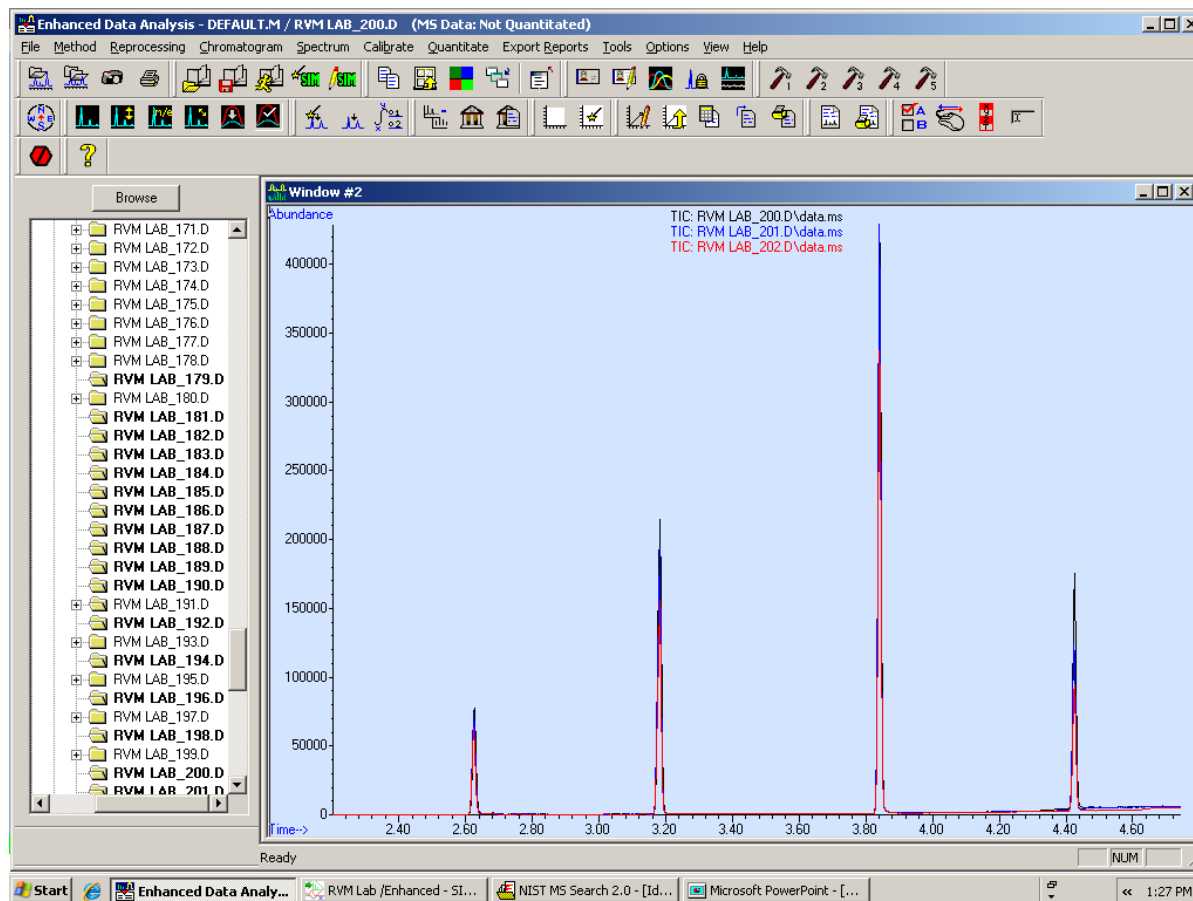 Enhanced Data Analysis - DEFAULT.M / RVM LAB_200.D (MS Data: Not Quantitated)
File Method Reprocessing Chromatogram Spectrum Calibrate Quantitate Export Reports Tools Options View Help
Browse
RVM LAB_171.D
RVM LAB_172.D
RVM LAB_173.D
RVM LAB_174.D
RVM LAB_175.D
RVM LAB_176.D
RVM LAB_177.D
RVM LAB_178.D
RVM LAB_179.D
RVM LAB_180.D
RVM LAB_181.D
RVM LAB_182.D
RVM LAB_183.D
RVM LAB_184.D
RVM LAB_185.D
RVM LAB_186.D
RVM LAB_187.D
RVM LAB_188.D
RVM LAB_189.D
RVM LAB_190.D
RVM LAB_191.D
RVM LAB_192.D
RVM LAB_193.D
RVM LAB_194.D
RVM LAB_195.D
RVM LAB_196.D
RVM LAB_197.D
RVM LAB_198.D
RVM LAB_199.D
RVM LAB_200.D
RVM LAB_201.D
Window #2
Abundance
TIC: RVM LAB_200.D\data.ms
TIC: RVM LAB_201.D\data.ms
TIC: RVM LAB_202.D\data.ms
400000
350000
300000
250000
200000
150000
100000
50000
0
Time-->
2.40 2.60 2.80 3.00 3.20 3.40 3.60 3.80 4.00 4.20 4.40 4.60
Ready
NUM
Start Enhanced Data Analy... RVM Lab /Enhanced - SI... NIST MS Search 2.0 - [Id... Microsoft PowerPoint - [... « 1:27 PM